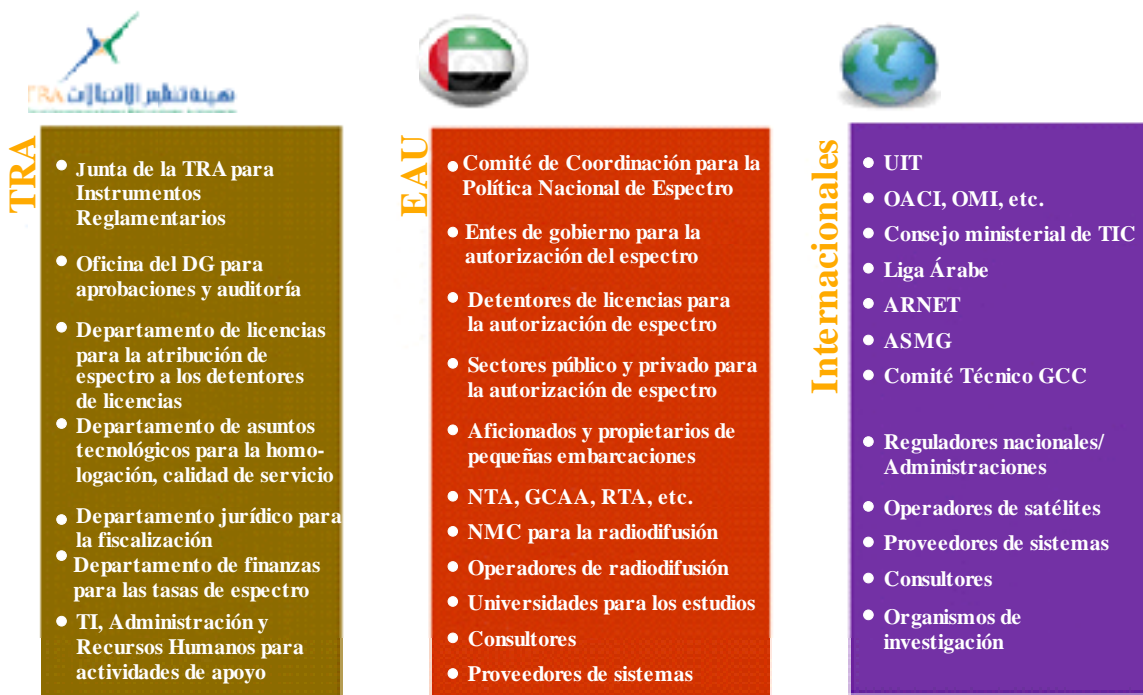 هيئة تنظيم الاتصالات TRA
TRA
Junta de la TRA para
Instrumentos
Reglamentarios
Oficina del DG para
aprobaciones y auditoría
Departamento de licencias
para la atribución de
espectro a los detentores
de licencias
Departamento de asuntos
tecnológicos para la homo-
logación, calidad de servicio
Departamento jurídico para
la fiscalización
Departamento de finanzas
para las tasas de espectro
TI, Administración y
Recursos Humanos para
actividades de apoyo
EAU
Comité de Coordinación para la
Política Nacional de Espectro
Entes de gobierno para la
autorización del espectro
Detentores de licencias para
la autorización de espectro
Sectores público y privado para
la autorización de espectro
Aficionados y propietarios de
pequeñas embarcaciones
NTA, GCAA, RTA, etc.
NMC para la radiodifusión
Operadores de radiodifusión
Universidades para los estudios
Consultores
Proveedores de sistemas
Internacionales
UIT
OACI, OMI, etc.
Consejo ministerial de TIC
Liga Árabe
ARNET
ASMG
Comité Técnico GCC
Reguladores nacionales/
Administraciones
Operadores de satélites
Proveedores de sistemas
Consultores
Organismos de
investigación